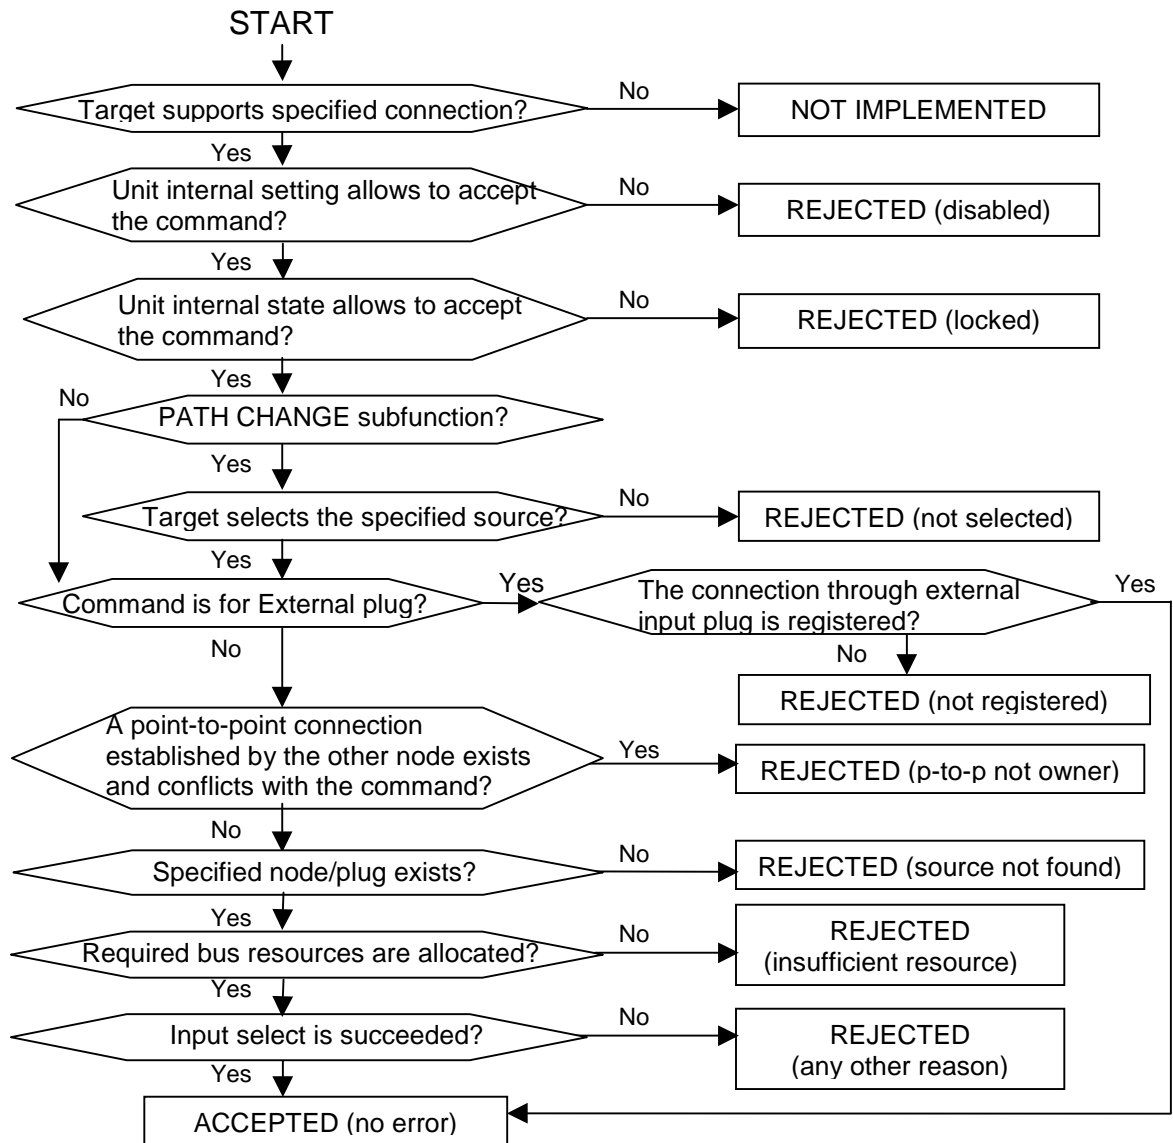 START
Target supports specified connection?
No
NOT IMPLEMENTED
Yes
Unit internal setting allows to accept
the command?
No
REJECTED (disabled)
Yes
Unit internal state allows to accept
the command?
No
REJECTED (locked)
Yes
No
PATH CHANGE subfunction?
Yes
Target selects the specified source?
No
REJECTED (not selected)
Yes
Command is for External plug?
Yes
The connection through external
input plug is registered?
Yes
No
No
REJECTED (not registered)
A point-to-point connection
established by the other node exists
and conflicts with the command?
Yes
REJECTED (p-to-p not owner)
No
Specified node/plug exists?
No
REJECTED (source not found)
Yes
Required bus resources are allocated?
No
REJECTED
(insufficient resource)
Yes
Input select is succeeded?
No
REJECTED
(any other reason)
Yes
ACCEPTED (no error)